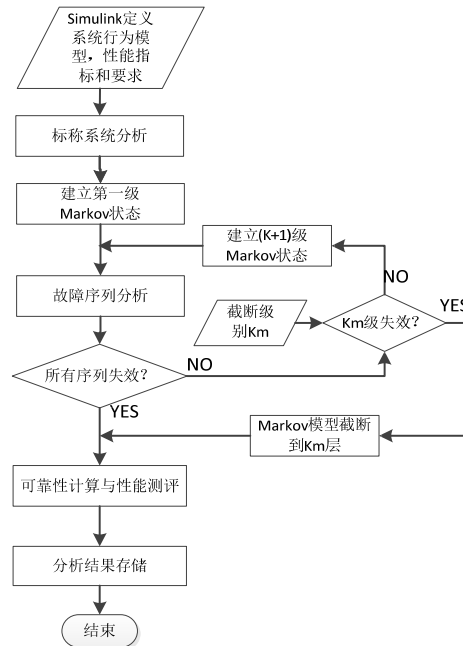 Simulink定义
系统行为模
型，性能指
标和要求
标称系统分析
建立第一级
Markov状态
建立(K+1)级
Markov状态
NO
故障序列分析
截断级
别Km
Km级失效？
YES
所有序列失效？
NO
YES
Markov模型截断
到Km层
可靠性计算与性能测评
分析结果存储
结束